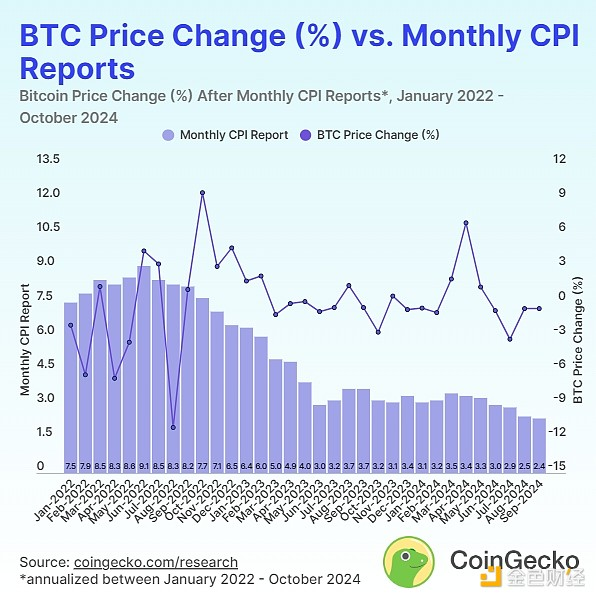 BTC Price Change (%) vs. Monthly CPI
Reports
Bitcoin Price Change (%) After Monthly CPI Reports*, January 2022 -
October 2024
Monthly CPI Report BTC Price Change (%)
13.5
12.0
10.5
9.0
7.5
6.0
4.5
3.0
1.5
0
Monthly CPI Report
12
9
6
3
0
-3
-6
-9
-12
-15
BTC Price Change (%)
7.5 7.9 8.5 8.3 8.6 9.1 8.5 8.3 8.2 7.7 7.1 6.5 6.4 6.0 5.0 4.9 4.0 3.0 3.2 3.7 3.7 3.2 3.1 3.4 3.1 3.2 3.5 3.4 3.3 3.0 2.9 2.5 2.4
Jan-2022 Feb-2022 Mar-2022 Apr-2022 May-2022 Jun-2022 Jul-2022 Aug-2022 Sep-2022 Oct-2022 Nov-2022 Dec-2022 Jan-2023 Feb-2023 Mar-2023 Apr-2023 May-2023 Jun-2023 Jul-2023 Aug-2023 Sep-2023 Oct-2023 Nov-2023 Dec-2023 Jan-2024 Feb-2024 Mar-2024 Apr-2024 May-2024 Jun-2024 Jul-2024 Aug-2024 Sep-2024
Source: coingecko.com/research
*annualized between January 2022 - October 2024
CoinGecko
金色财经